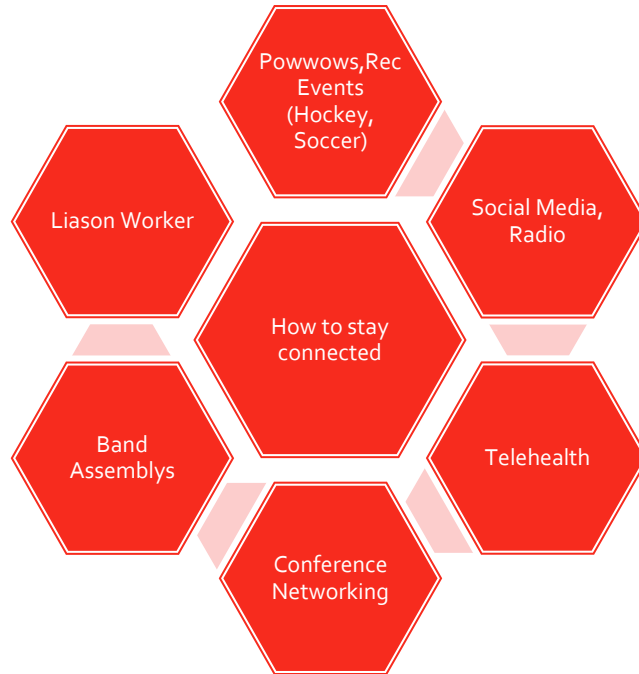 Powwows,Rec
Events
(Hockey,
Soccer)
Social Media,
Radio
Liason Worker
How to stay
connected
Band
Assemblys
Telehealth
Conference
Networking